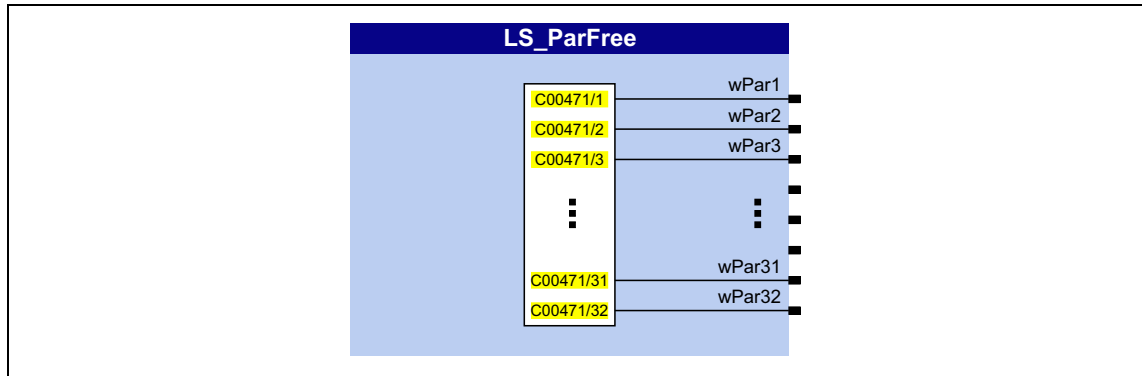 LS_ParFree
C00471/1 wPar1
C00471/2 wPar2
C00471/3 wPar3
C00471/31 wPar31
C00471/32 wPar32